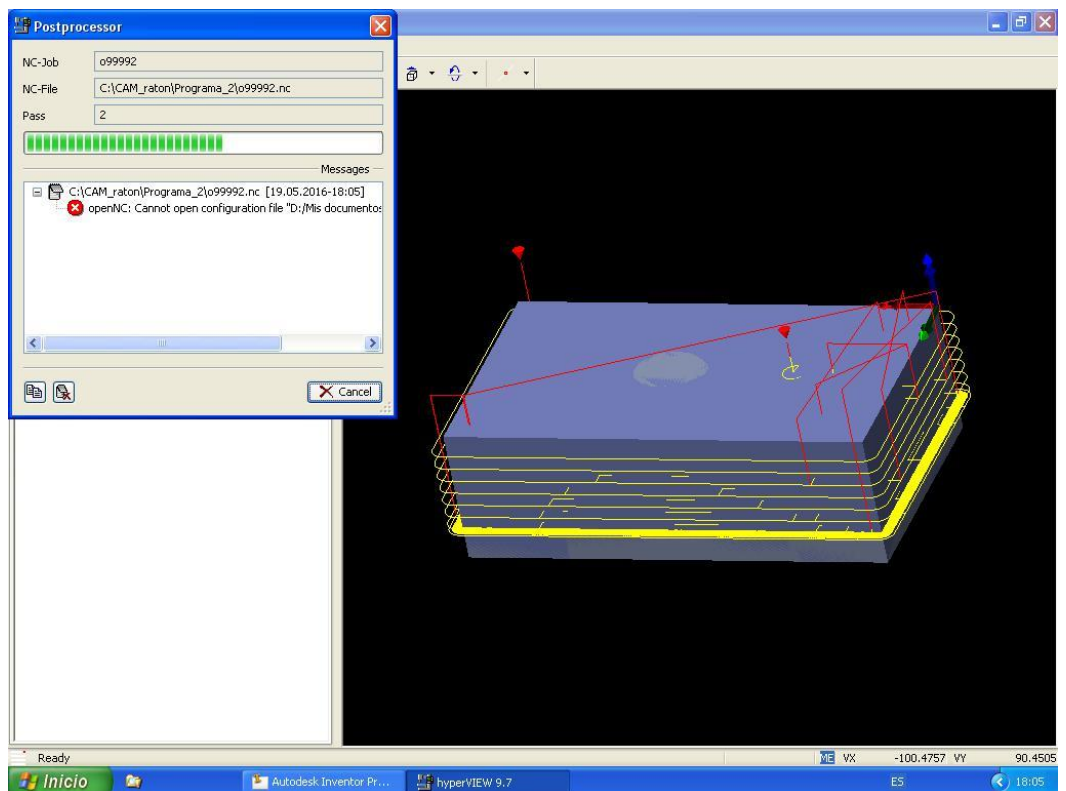 Postprocessor
NC-Job o99992
NC-File C:\CAM_raton\Programa_2\o99992.nc
Pass 2
Messages
C:\CAM_raton\Programa_2\o99992.nc [19.05.2016-18:05]
openNC: Cannot open configuration file "D:/Mis documentos
Cancel
Ready
ME VX -100.4757 VY 90.4505
Inicio Autodesk Inventor Pr... hyperVIEW 9.7 ES 18:05